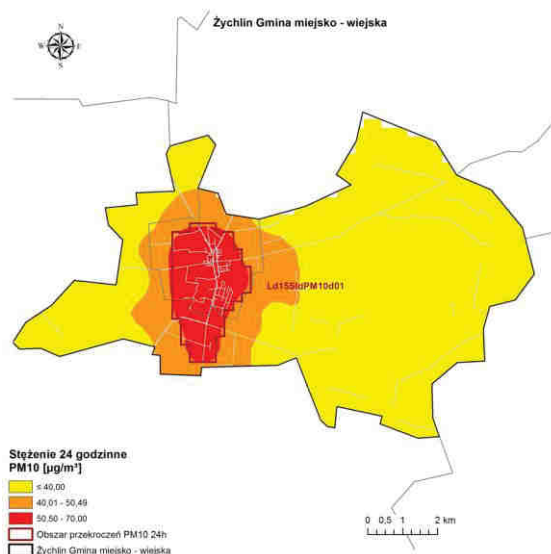 Żychlin Gmina miejsko - wiejska
N
W E
S
Ld15SldPM10d01
Stężenie 24 godzinne
PM10 [µg/m³]
≤ 40,00
40,01 - 50,49
50,50 - 70,00
Obszar przekroczeń PM10 24h
Żychlin Gmina miejsko - wiejska
0 0,5 1 2 km